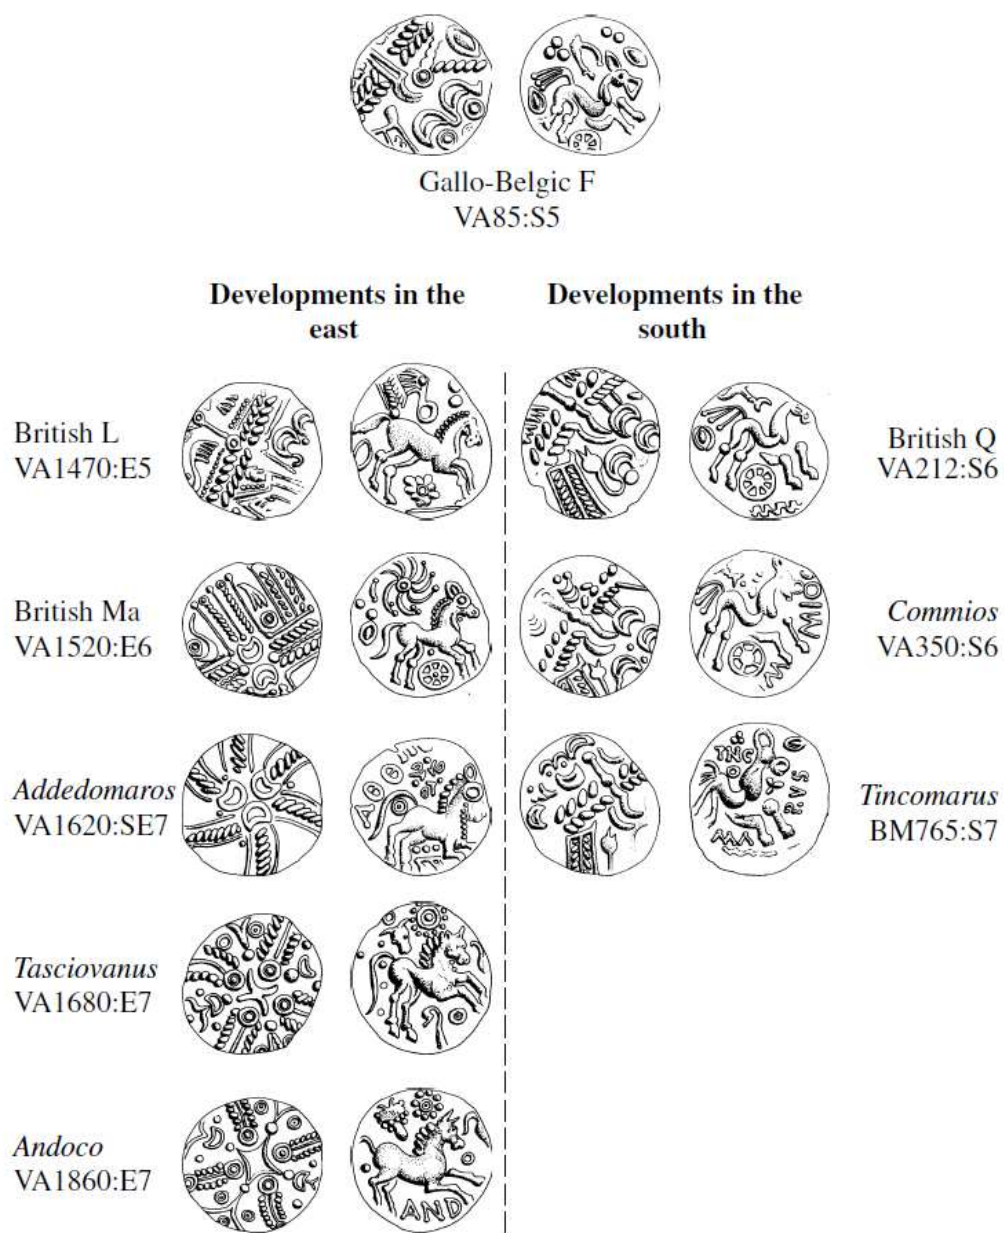 Gallo-Belgic F
VA85:S5
Developments in the
east
Developments in the
south
British L
VA1470:E5
British Q
VA212:S6
British Ma
VA1520:E6
Commios
VA350:S6
Addedomaros
VA1620:SE7
Tincomarus
BM765:S7
Tasciovanus
VA1680:E7
Andoco
VA1860:E7
AND